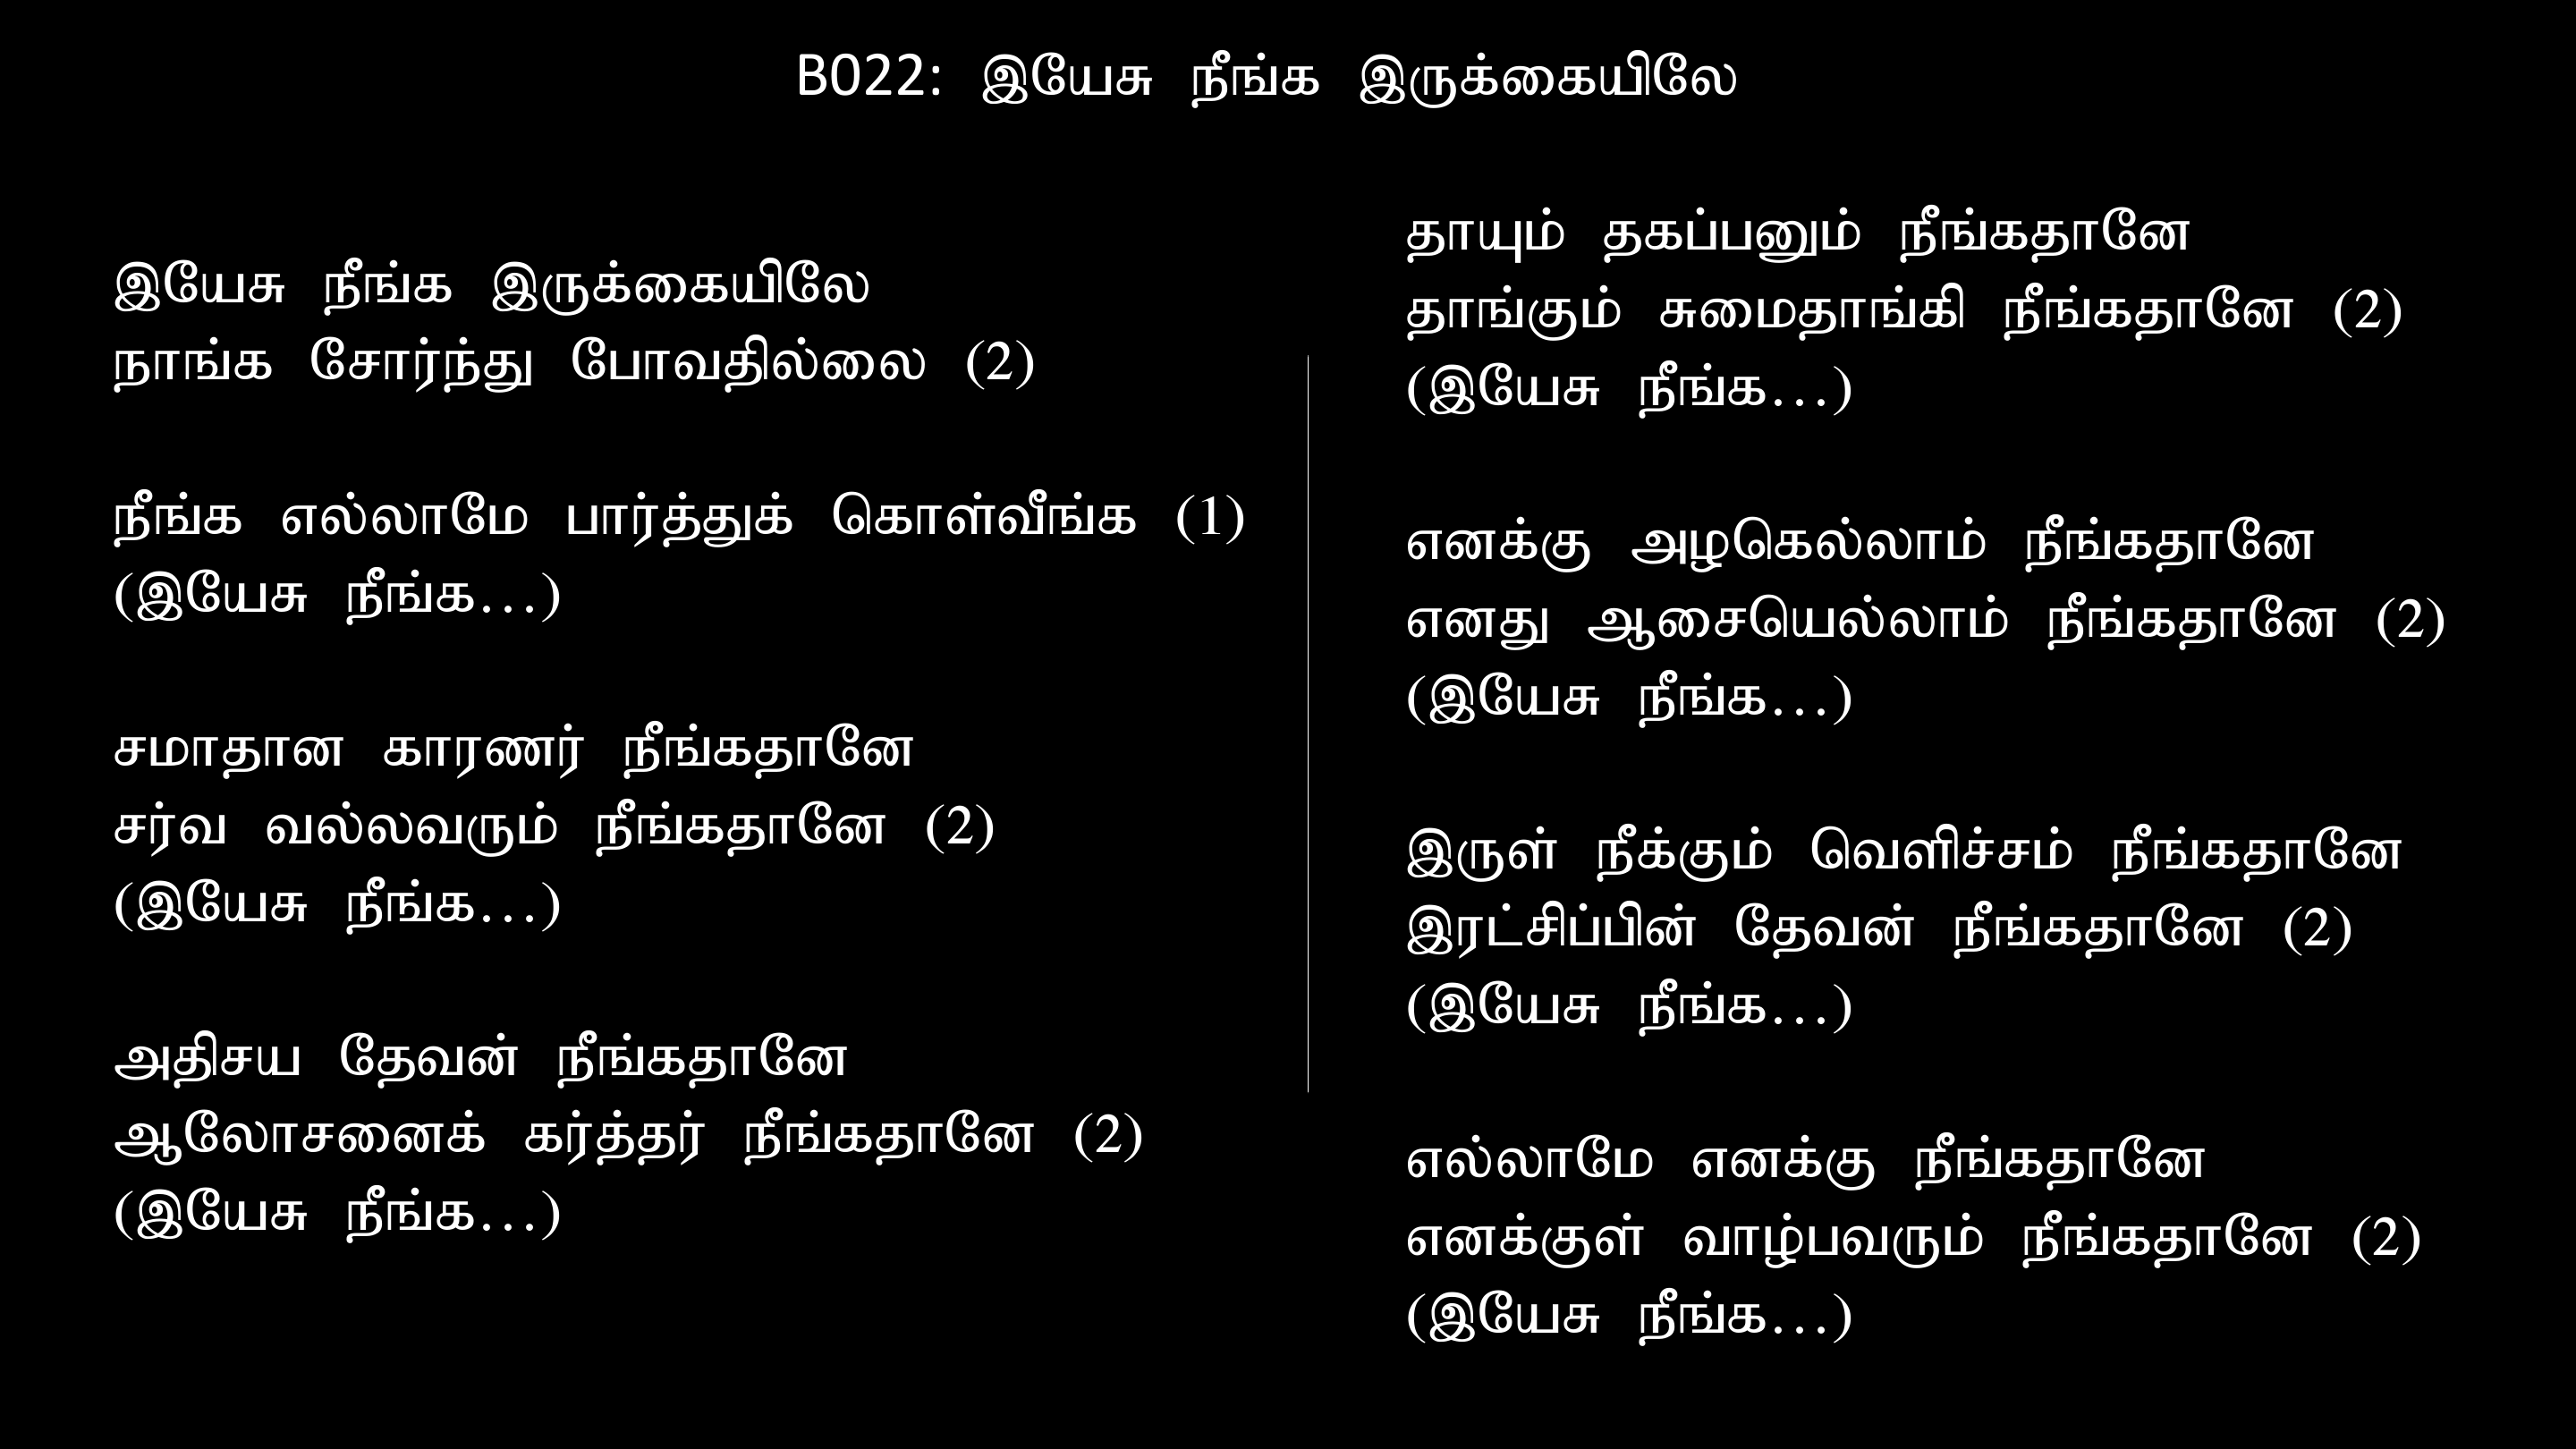 B022: இயேசு நீங்க இருக்கையிலே
இயேசு நீங்க இருக்கையிலே
நாங்க சோர்ந்து போவதில்லை (2)
நீங்க எல்லாமே பார்த்துக் கொள்வீங்க (1)
(இயேசு நீங்க...)
சமாதான காரணர் நீங்கதானே
சர்வ வல்லவரும் நீங்கதானே (2)
(இயேசு நீங்க...)
அதிசய தேவன் நீங்கதானே
ஆலோசனைக் கர்த்தர் நீங்கதானே (2)
(இயேசு நீங்க...)
தாயும் தகப்பனும் நீங்கதானே
தாங்கும் சுமைதாங்கி நீங்கதானே (2)
(இயேசு நீங்க...)
எனக்கு அழகெல்லாம் நீங்கதானே
எனது ஆசையெல்லாம் நீங்கதானே (2)
(இயேசு நீங்க...)
இருள் நீக்கும் வெளிச்சம் நீங்கதானே
இரட்சிப்பின் தேவன் நீங்கதானே (2)
(இயேசு நீங்க...)
எல்லாமே எனக்கு நீங்கதானே
எனக்குள் வாழ்பவரும் நீங்கதானே (2)
(இயேசு நீங்க...)